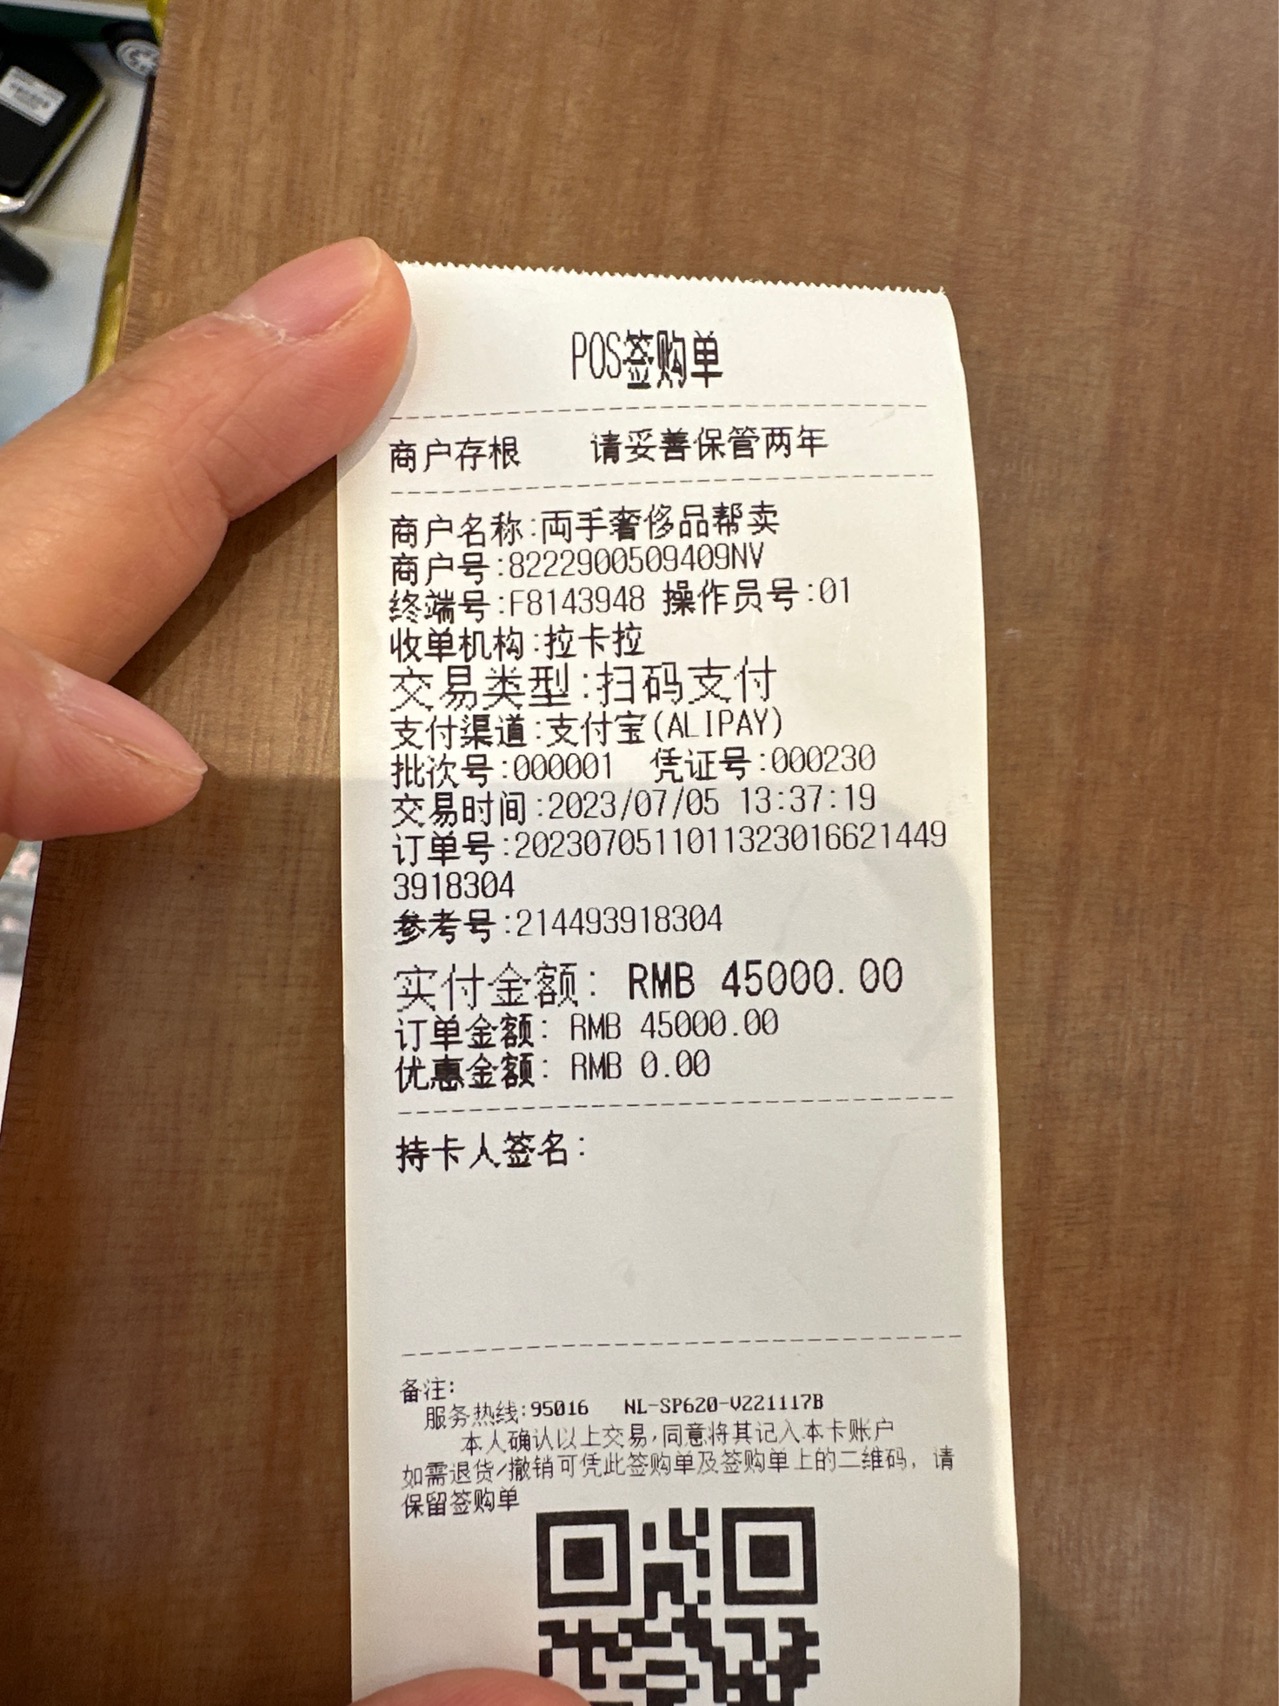 POS签购单
商户存根 请妥善保管两年
商户名称:両手奢侈品帮卖
商户号:8222900509409NV
终端号:F8143948 操作员号:01
收单机构:拉卡拉
交易类型:扫码支付
支付渠道:支付宝(ALIPAY)
批次号:000001 凭证号:000230
交易时间:2023/07/05 13:37:19
订单号:2023070511011323016621449
3918304
参考号:214493918304
实付金额: RMB 45000.00
订单金额: RMB 45000.00
优惠金额: RMB 0.00
持卡人签名:
备注:
服务热线:95016 NL-SP620-V221117B
本人确认以上交易,同意将其记入本卡账户
如需退货/撤销可凭此签购单及签购单上的二维码, 请
保留签购单